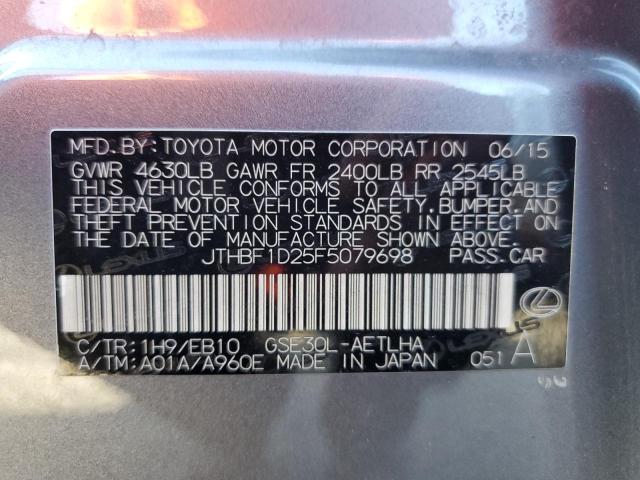 MFD.BY:TOYOTA MOTOR CORPORATION 06/15
GVWR 4630LB GAWR FR 2400LB RR 2545LB
THIS VEHICLE CONFORMS TO ALL APPLICABLE
FEDERAL MOTOR VEHICLE SAFETY, BUMPER, AND
THEFT PREVENTION STANDARDS IN EFFECT ON
THE DATE OF MANUFACTURE SHOWN ABOVE.
JTHBF1D25F5079698 PASS.CAR
C/TR:1H9/EB10 GSE30L-AETLHA
A/TM:A01A/A960E MADE IN JAPAN 051 A
LEXUS
LEXUS